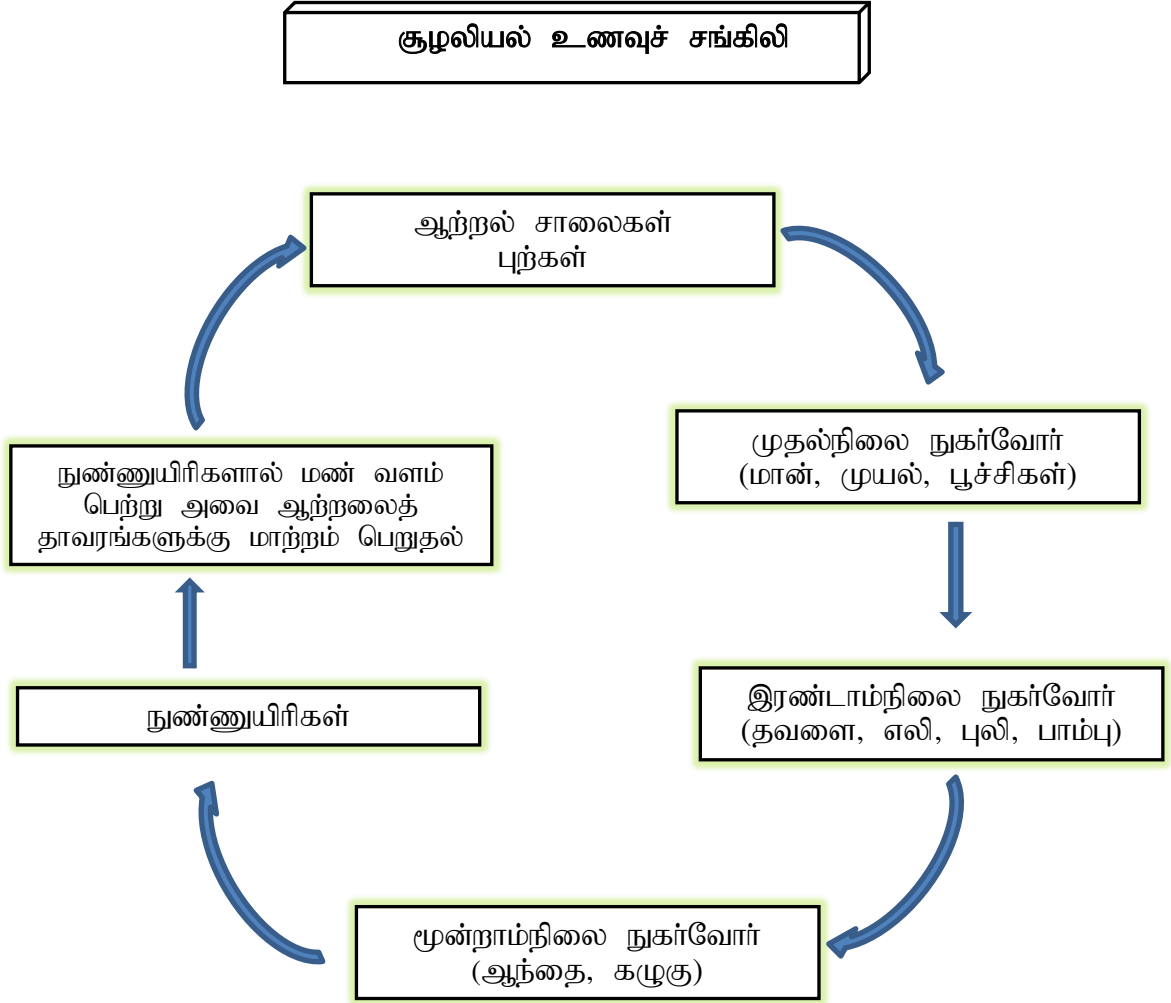 சூழலியல் உணவுச் சங்கிலி
ஆற்றல் சாலைகள்
புற்கள்
முதல்நிலை நுகர்வோர்
(மான், முயல், பூச்சிகள்)
இரண்டாம்நிலை நுகர்வோர்
(தவளை, எலி, புலி, பாம்பு)
மூன்றாம்நிலை நுகர்வோர்
(ஆந்தை, கழுகு)
நுண்ணுயிரிகள்
நுண்ணுயிரிகளால் மண் வளம்
பெற்று அவை ஆற்றலைத்
தாவரங்களுக்கு மாற்றம் பெறுதல்